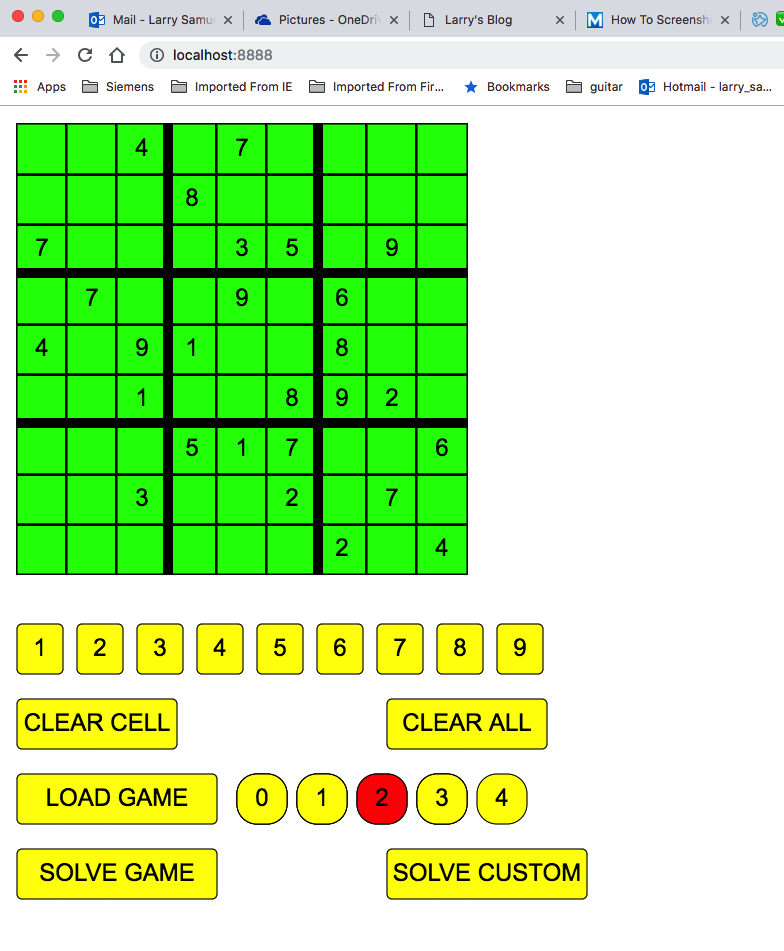 Mail - Larry Samu Pictures - OneDri Larry's Blog How To Screensh
localhost:8888
Apps Siemens Imported From IE Imported From Fir... Bookmarks guitar Hotmail - larry_sa...
4 7
8
7 3 5 9
7 9 6
4 9 1 8
1 8 9 2
5 1 7 6
3 2 7
2 4
1 2 3 4 5 6 7 8 9
CLEAR CELL CLEAR ALL
LOAD GAME 0 1 2 3 4
SOLVE GAME SOLVE CUSTOM